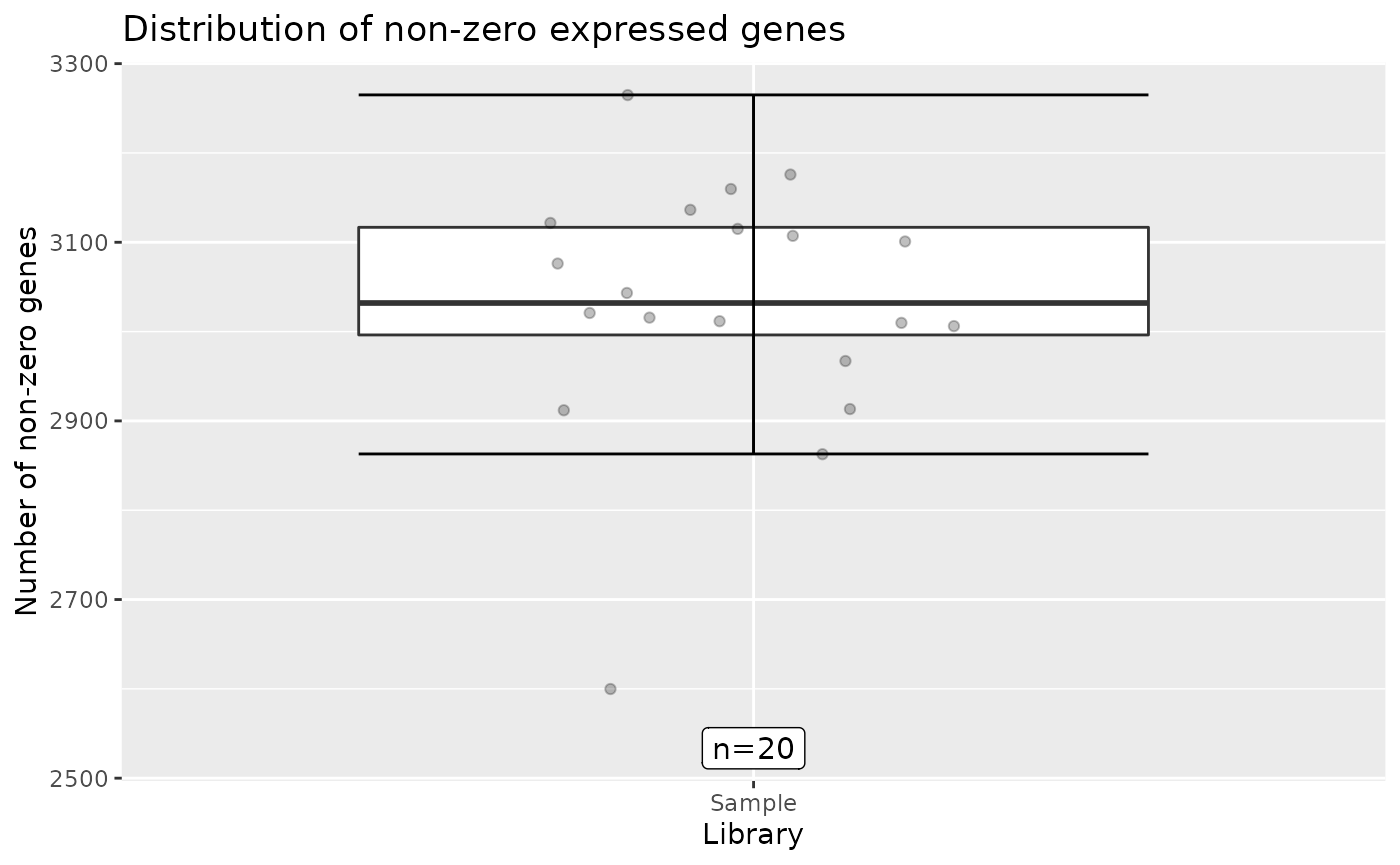 Distribution of non-zero expressed genes
Number of non-zero genes
3300
3100
2900
2700
2500
n=20
Sample
Library